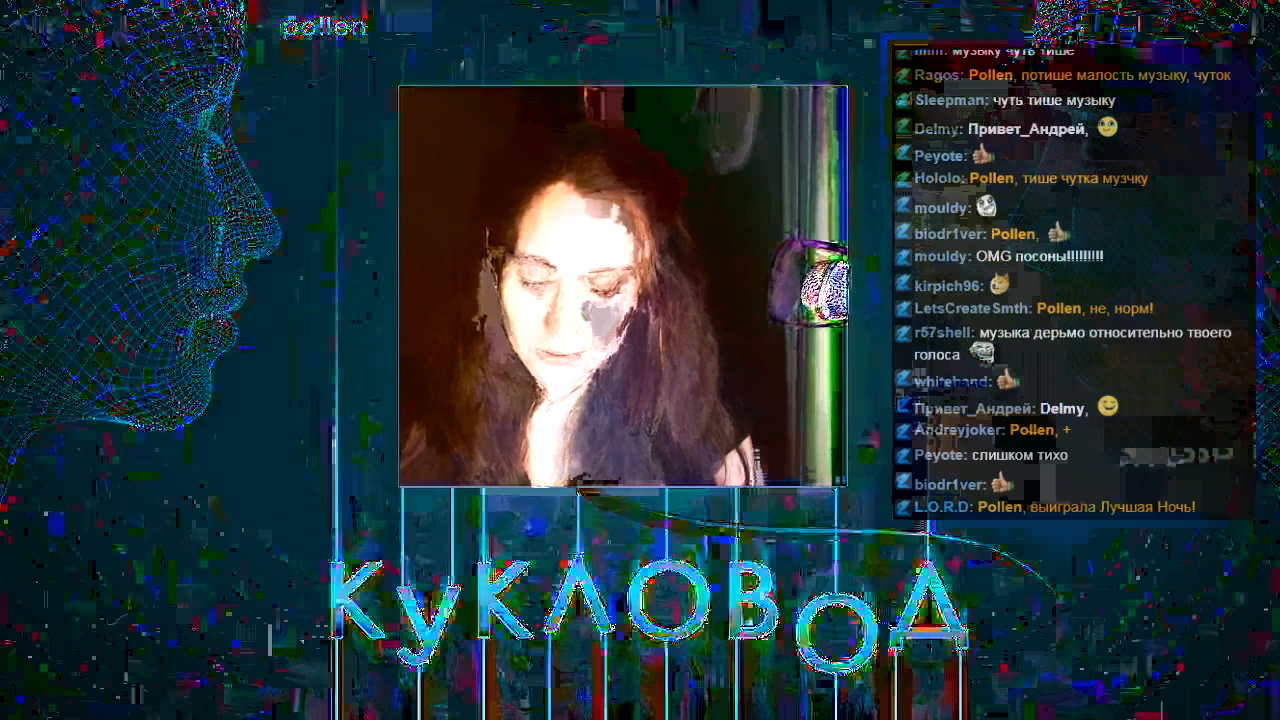 pollen
музыку чуть тише
Ragos: Pollen, потише малость музыку, чуток
Sleepman: чуть тише музыку
Delmy: Привет_Андрей,
Peyote:
Hololo: Pollen, тише чутка музчку
mouldy:
biodr1ver: Pollen,
mouldy: OMG посоны!!!!!!!!!
kirpich96:
LetsCreateSmth: Pollen, не, норм!
r57shell: музыка дерьмо относительно твоего
голоса
whitehand:
Привет_Андрей: Delmy,
Andreyjoker: Pollen, +
Peyote: слишком тихо
biodr1ver:
L.O.R.D: Pollen, выиграла Лучшая Ночь!
КУКЛОВОД